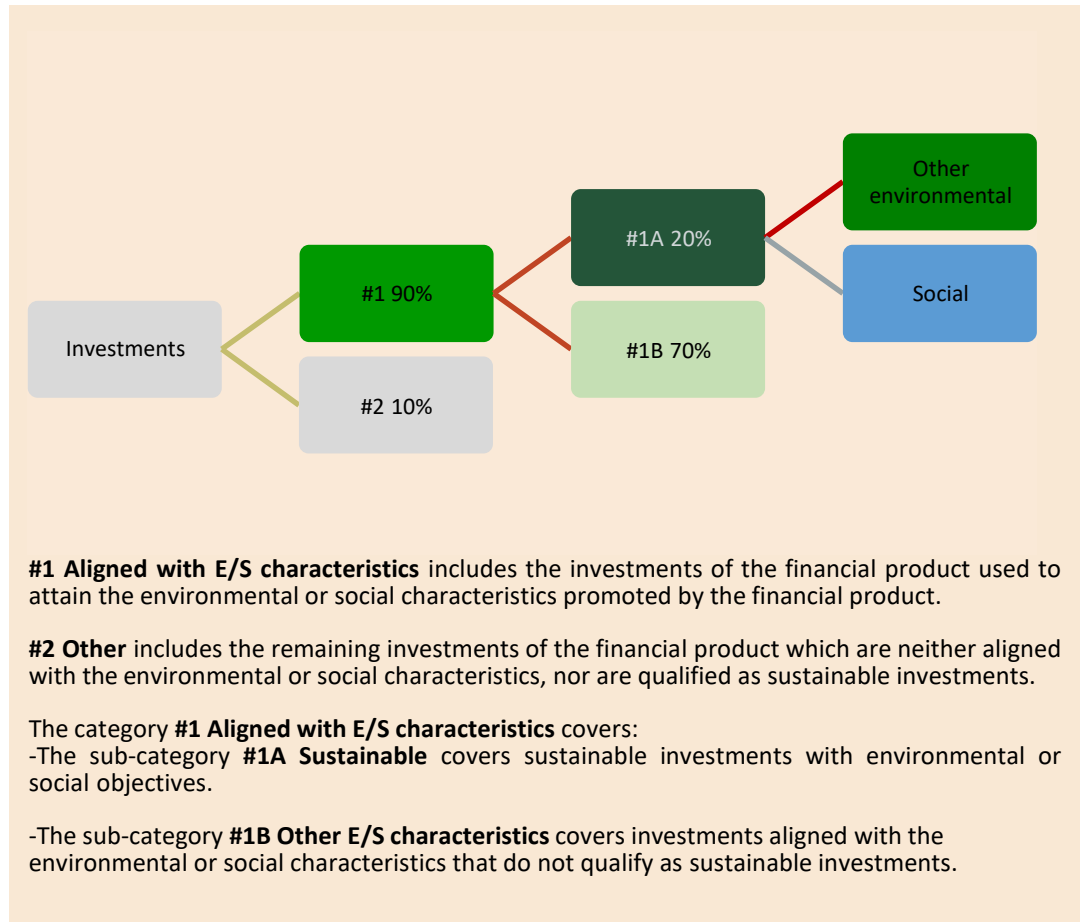 Other
environmental
#1A 20%
#1 90%
Social
Investments
#1B 70%
#2 10%
#1 Aligned with E/S characteristics includes the investments of the financial product used to
attain the environmental or social characteristics promoted by the financial product.
#2 Other includes the remaining investments of the financial product which are neither aligned
with the environmental or social characteristics, nor are qualified as sustainable investments.
The category #1 Aligned with E/S characteristics covers:
-The sub-category #1A Sustainable covers sustainable investments with environmental or
social objectives.
-The sub-category #1B Other E/S characteristics covers investments aligned with the
environmental or social characteristics that do not qualify as sustainable investments.